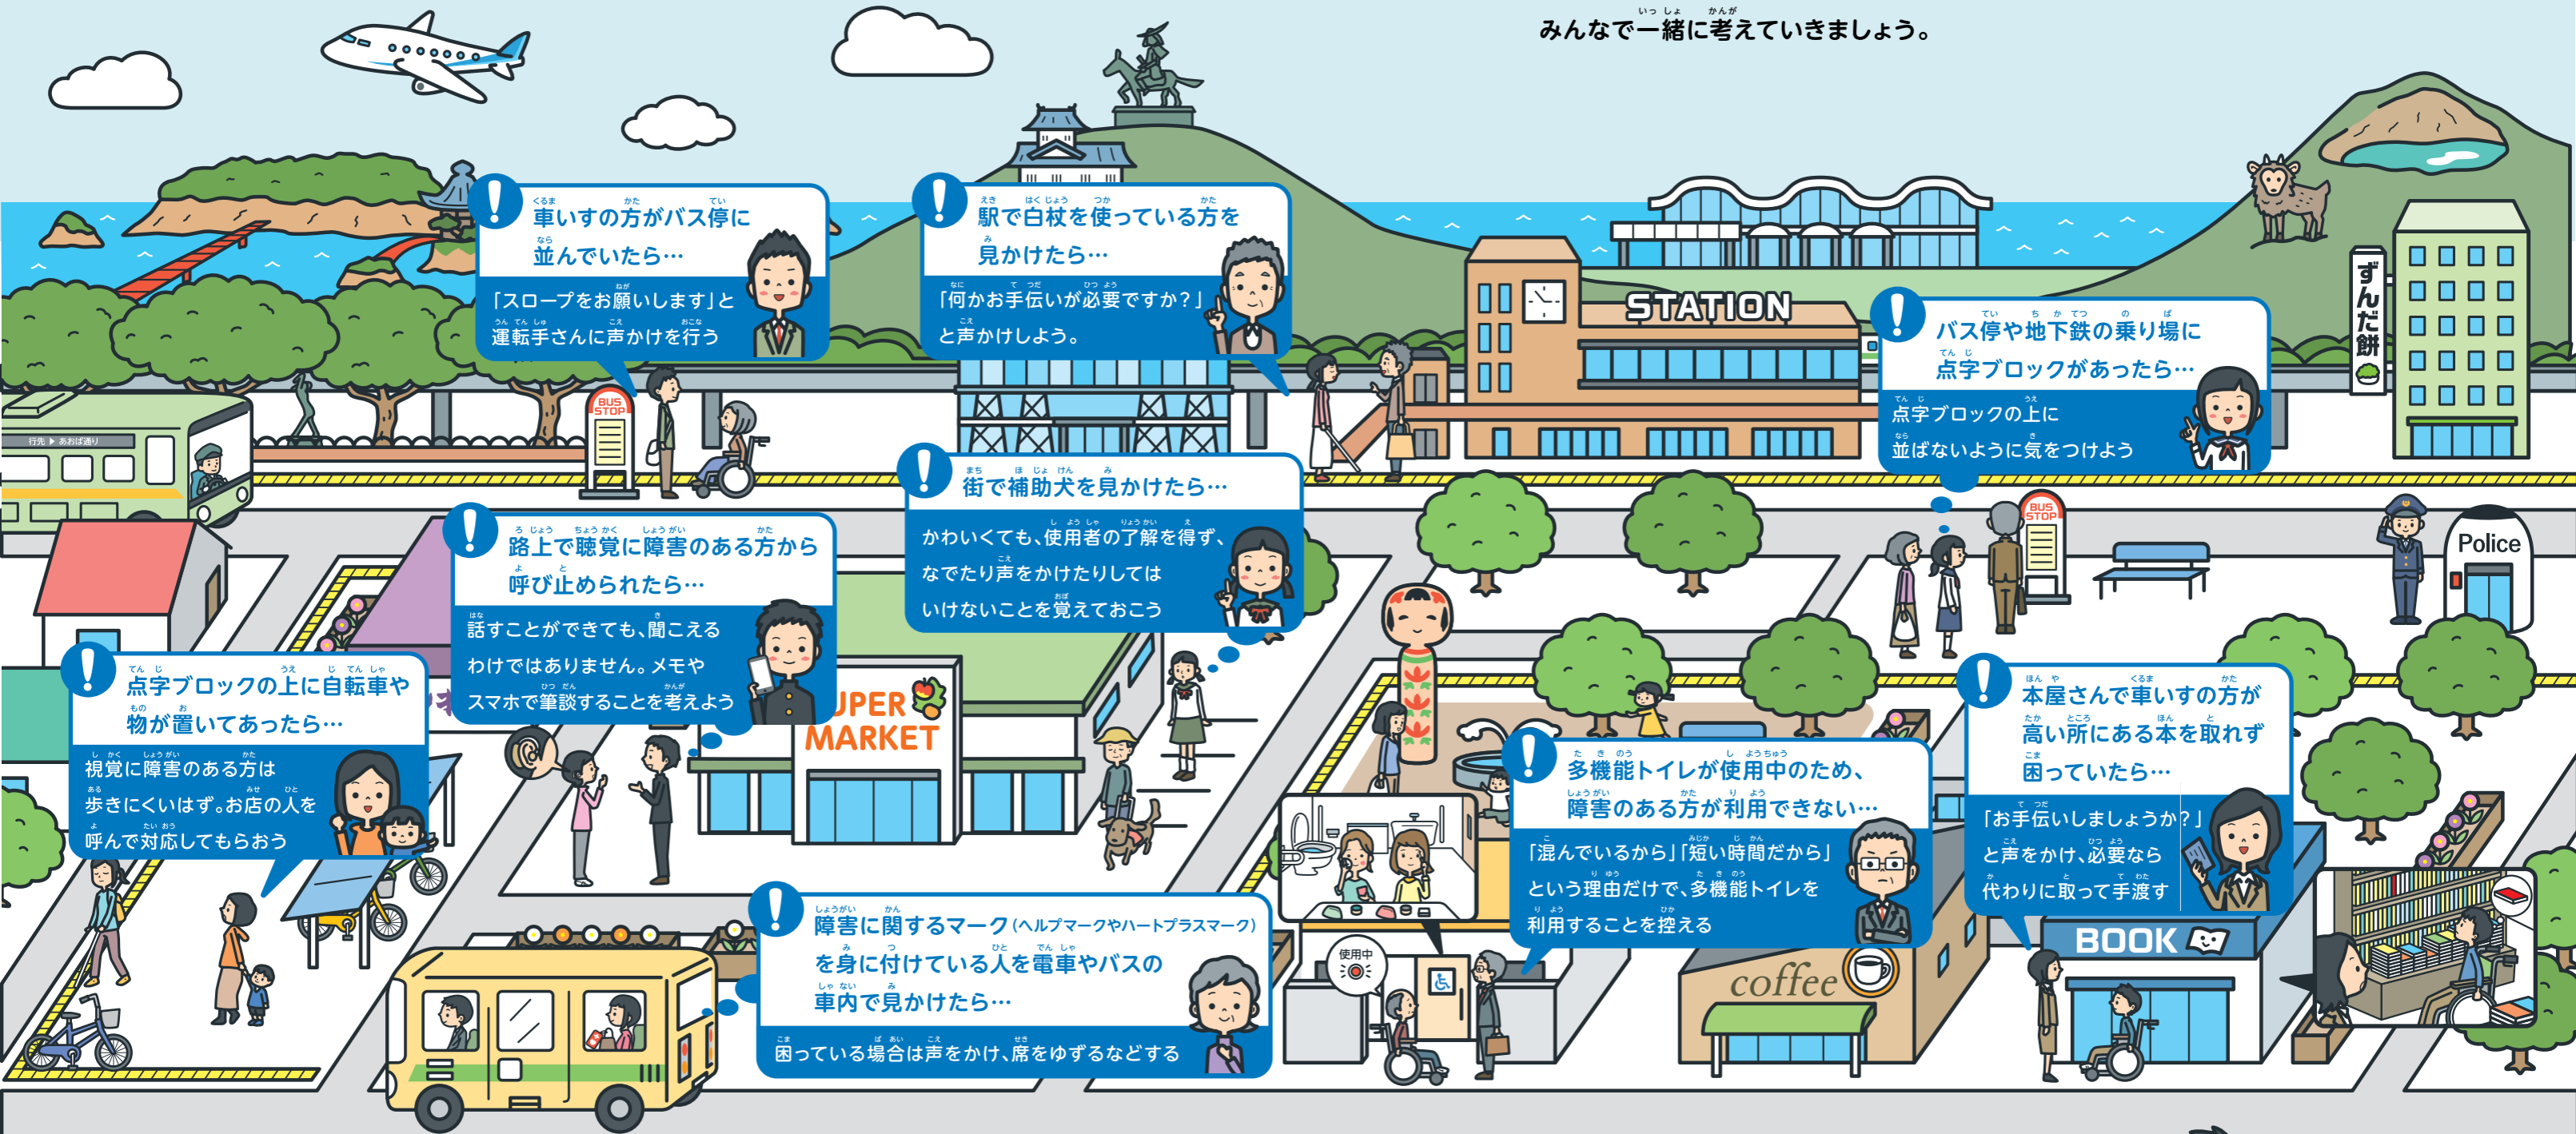 みんなで一緒に考えていきましょう。
車いすの方がバス停に
並んでいたら…
「スロープをお願いします」と
運転手さんに声かけを行う
駅で白杖を使っている方を
見かけたら…
「何かお手伝いが必要ですか？」
と声かけしよう。
STATION
ずんだ餅
バス停や地下鉄の乗り場に
点字ブロックがあったら…
点字ブロックの上に
並ばないように気をつけよう
行先 ▶ あおば通り
BUS
STOP
街で補助犬を見かけたら…
かわいくても、使用者の了解を得ず、
なでたり声をかけたりしては
いけないことを覚えておこう
BUS
STOP
Police
路上で聴覚に障害のある方から
呼び止められたら…
話すことができても、聞こえる
わけではありません。メモや
スマホで筆談することを考えよう
UPER
MARKET
点字ブロックの上に自転車や
物が置いてあったら…
視覚に障害のある方は
歩きにくいはず。お店の人を
呼んで対応してもらおう
多機能トイレが使用中のため、
障害のある方が利用できない…
「混んでいるから」「短い時間だから」
という理由だけで、多機能トイレを
利用することを控える
使用中
本屋さんで車いすの方が
高い所にある本を取れず
困っていたら…
「お手伝いしましょうか？」
と声をかけ、必要なら
代わりに取って手渡す
BOOK
coffee
障害に関するマーク（ヘルプマークやハートプラスマーク）
を身に付けている人を電車やバスの
車内で見かけたら…
困っている場合は声をかけ、席をゆずるなどする